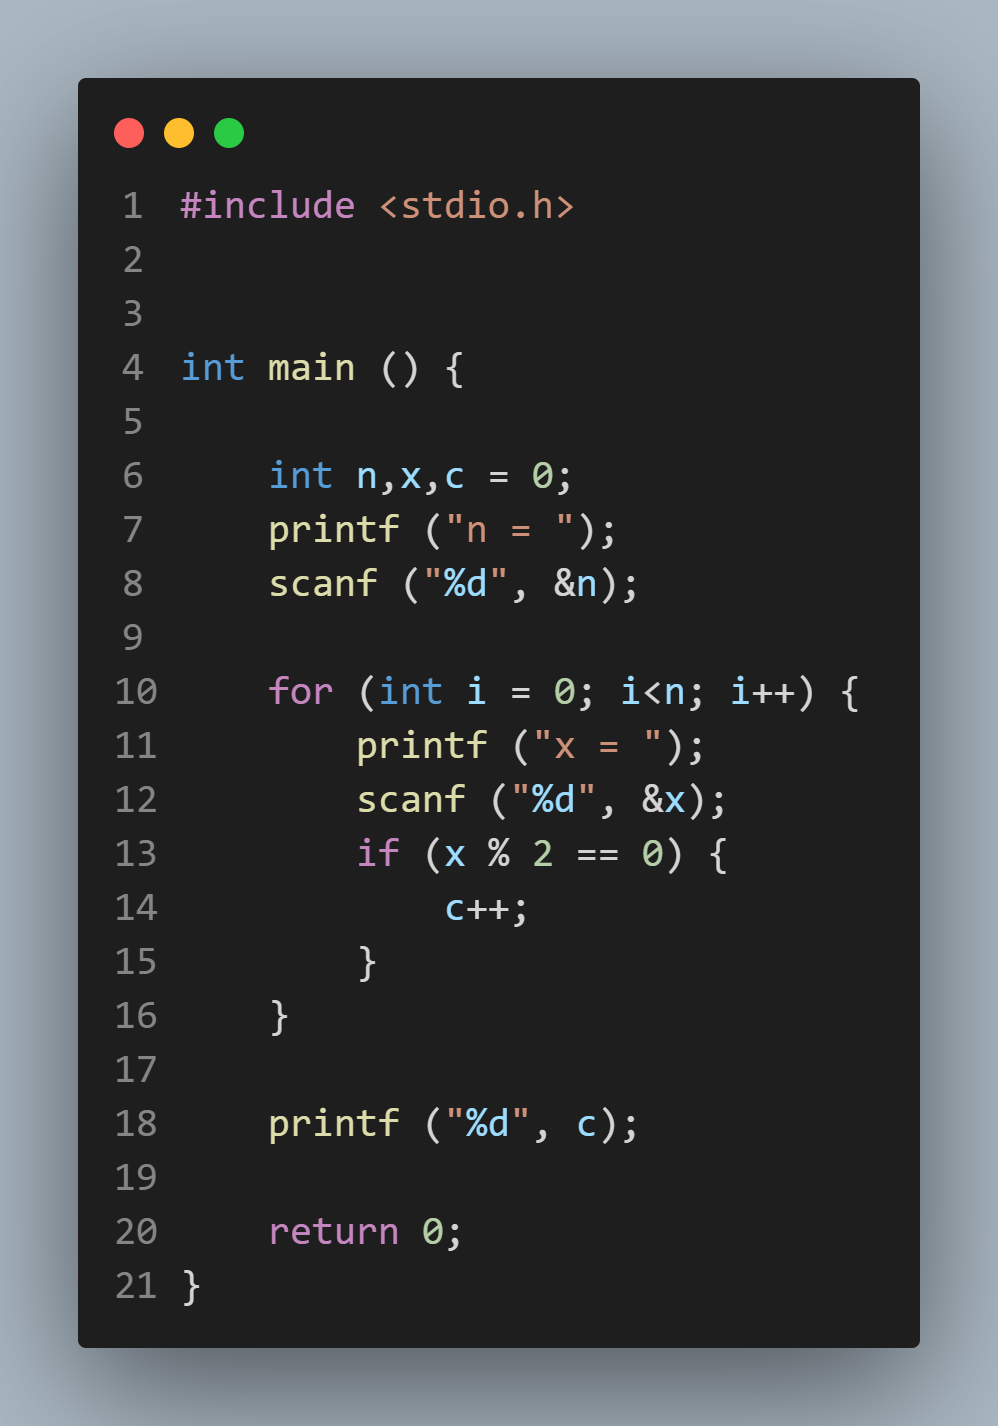 1 #include <stdio.h>
2
3
4 int main () {
5
6     int n,x,c = 0;
7     printf ("n = ");
8     scanf ("%d", &n);
9
10     for (int i = 0; i<n; i++) {
11         printf ("x = ");
12         scanf ("%d", &x);
13         if (x % 2 == 0) {
14             c++;
15         }
16     }
17
18     printf ("%d", c);
19
20     return 0;
21 }